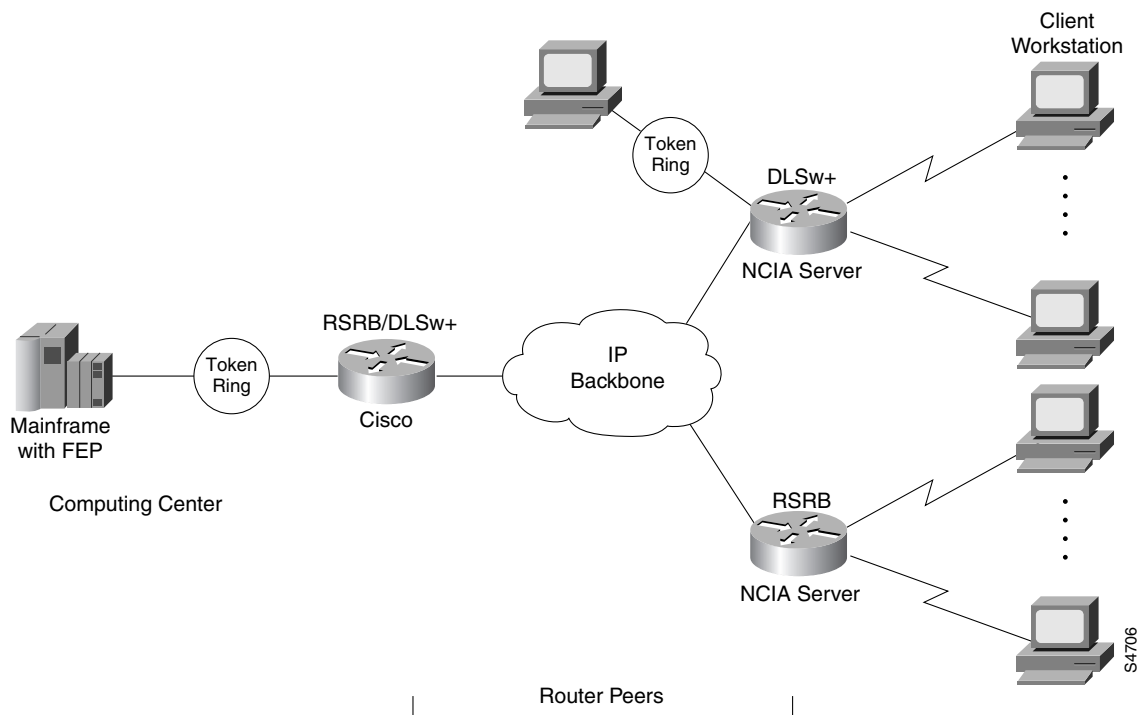 Client
Workstation
Token
Ring
DLSw+
NCIA Server
RSRB/DLSw+
Token
Ring
IP
Backbone
Mainframe
with FEP
Cisco
Computing Center
RSRB
NCIA Server
S4706
Router Peers